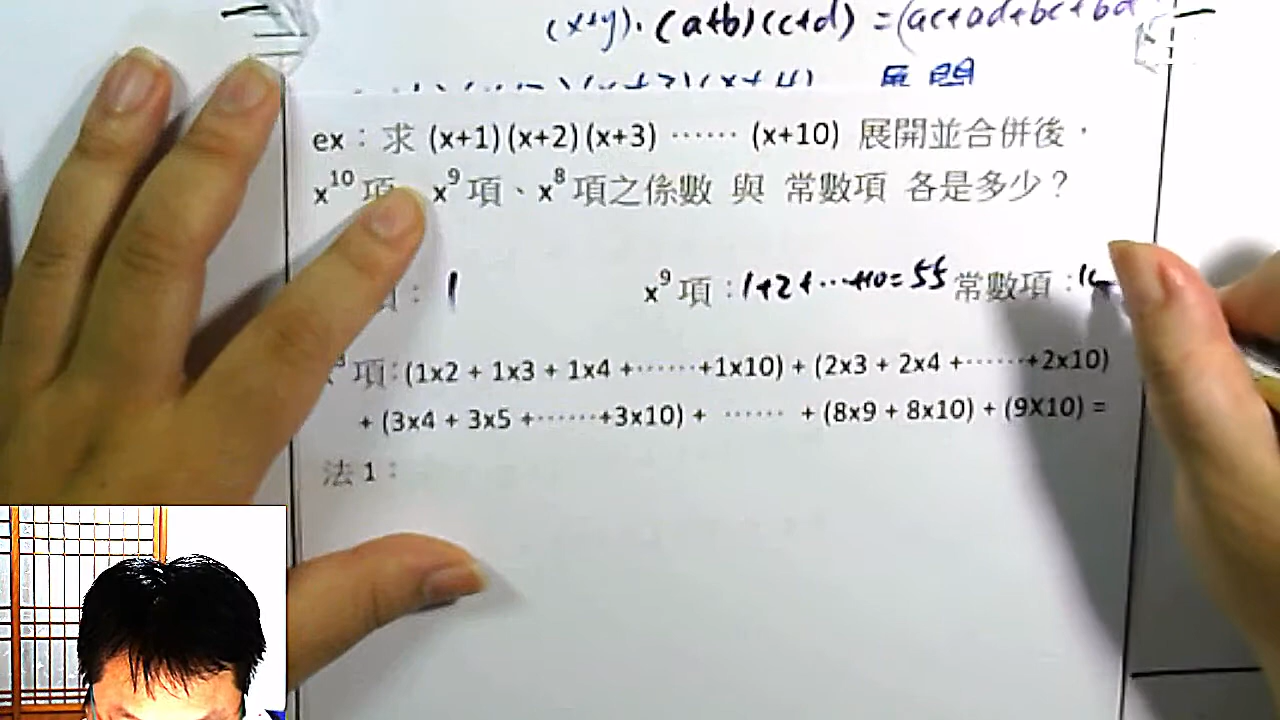 (x+y)·(a+b)(c+d) =(ac+ad+bc+bd
展開
ex：求 (x+1)(x+2)(x+3) ⋯⋯ (x+10) 展開並合併後，
x¹⁰ 項、x⁹ 項、x⁸ 項之係數 與 常數項 各是多少？
： 1 x⁹ 項：1+2+⋯+10=55 常數項：
項：(1x2 + 1x3 + 1x4 +⋯⋯+1x10) + (2x3 + 2x4 +⋯⋯+2x10)
+ (3x4 + 3x5 +⋯⋯+3x10) + ⋯⋯ + (8x9 + 8x10) + (9X10) =
法 1：